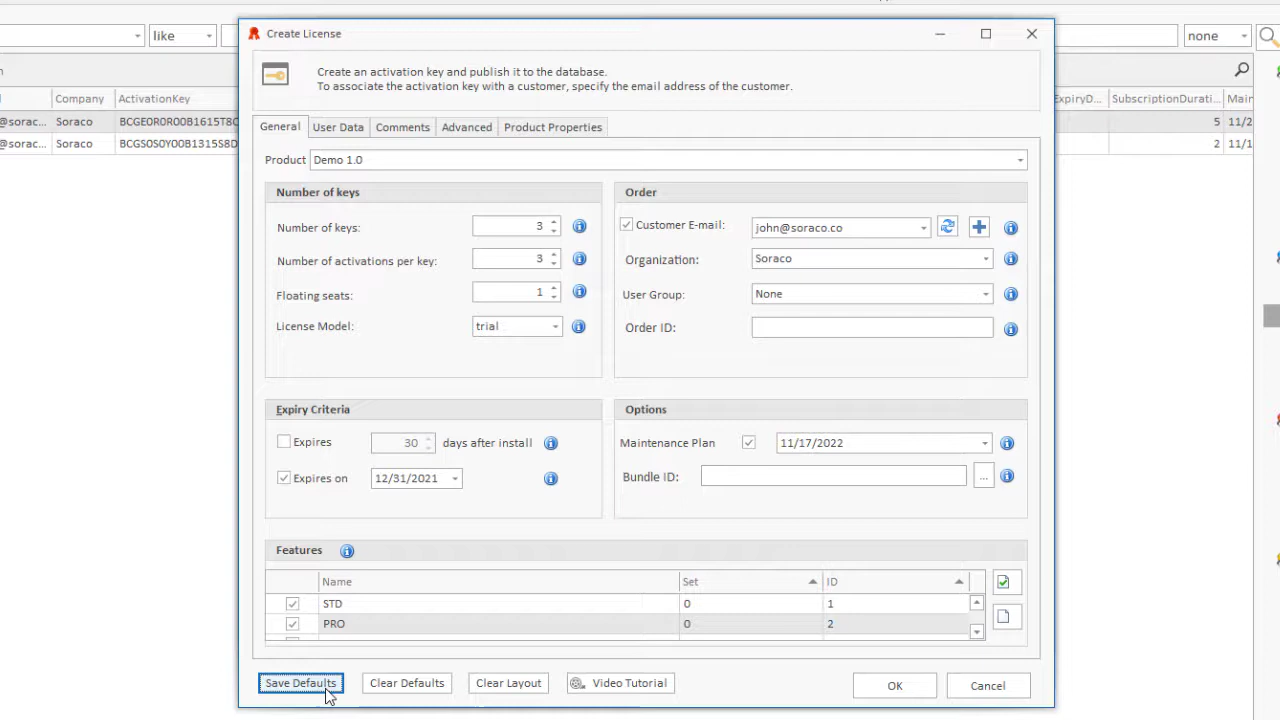 like
none
Company ActivationKey
ExpiryD... SubscriptionDurati... Main
@sorac... Soraco BCGE0R0R00B1615T8C 5 11/2
@sorac... Soraco BCGS0S0Y00B1315S8D 2 11/1
Create License
Create an activation key and publish it to the database.
To associate the activation key with a customer, specify the email address of the customer.
General User Data Comments Advanced Product Properties
Product Demo 1.0
Number of keys
Number of keys: 3
Number of activations per key: 3
Floating seats: 1
License Model: trial
Order
Customer E-mail: john@soraco.co
Organization: Soraco
User Group: None
Order ID:
Expiry Criteria
Expires 30 days after install
Expires on 12/31/2021
Options
Maintenance Plan 11/17/2022
Bundle ID: ...
Features
Name Set ID
STD 0 1
PRO 0 2
Save Defaults Clear Defaults Clear Layout Video Tutorial OK Cancel